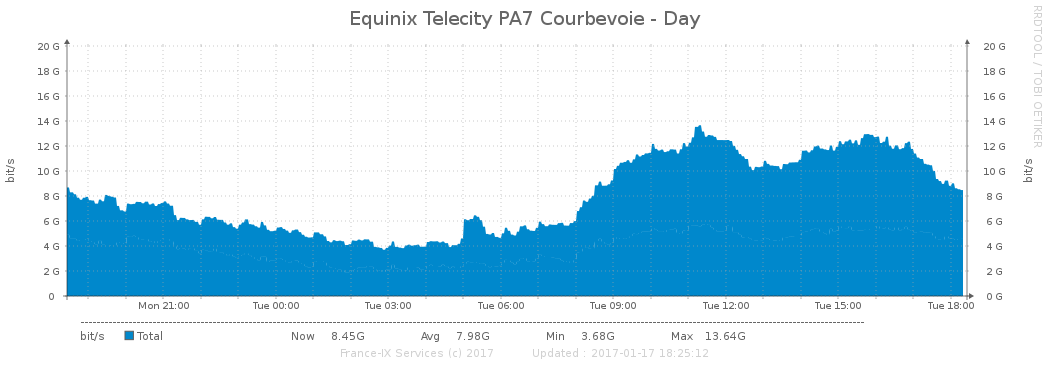 Equinix Telecity PA7 Courbevoie - Day
RRDTOOL / TOBI OETIKER
20 G 20 G
18 G 18 G
16 G 16 G
14 G 14 G
12 G 12 G
10 G 10 G
8 G 8 G
6 G 6 G
4 G 4 G
2 G 2 G
0 0 G
bit/s
bit/s
Mon 21:00 Tue 00:00 Tue 03:00 Tue 06:00 Tue 09:00 Tue 12:00 Tue 15:00 Tue 18:00
bit/s Total Now 8.45G Avg 7.98G Min 3.68G Max 13.64G
France-IX Services (c) 2017 Updated : 2017-01-17 18:25:12